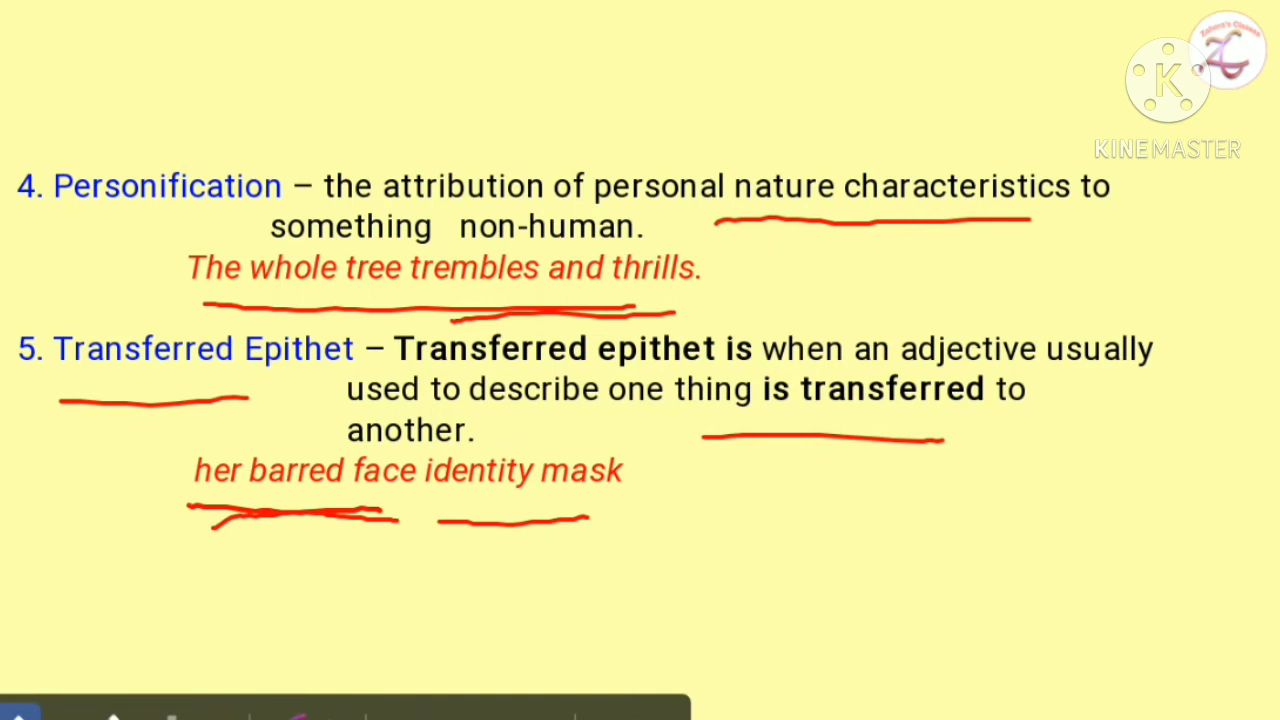 Zahera's Classes
KINEMASTER
4. Personification – the attribution of personal nature characteristics to
something non-human.
The whole tree trembles and thrills.
5. Transferred Epithet – Transferred epithet is when an adjective usually
used to describe one thing is transferred to
another.
her barred face identity mask